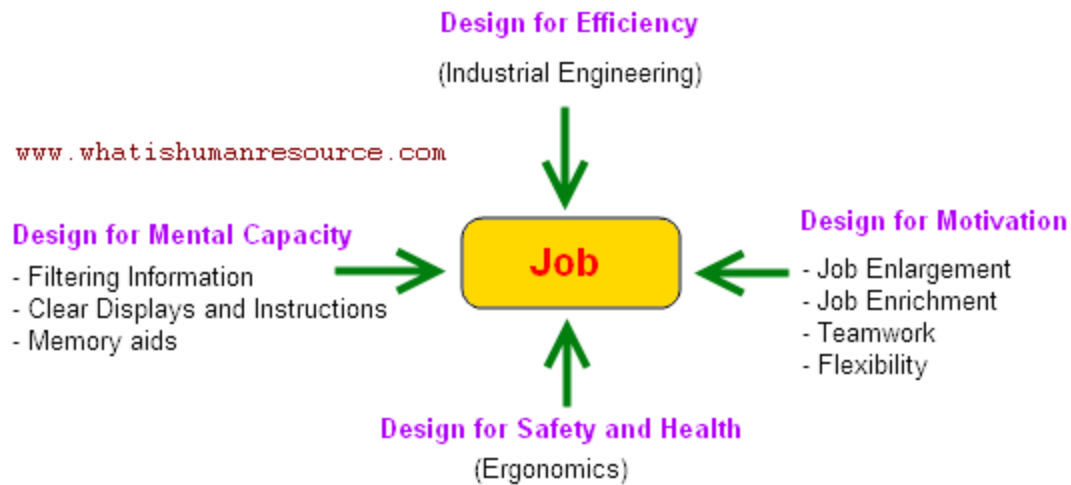 Design for Efficiency
(Industrial Engineering)
www.whatishumanresource.com
Design for Mental Capacity
- Filtering Information
- Clear Displays and Instructions
- Memory aids
Job
Design for Motivation
- Job Enlargement
- Job Enrichment
- Teamwork
- Flexibility
Design for Safety and Health
(Ergonomics)